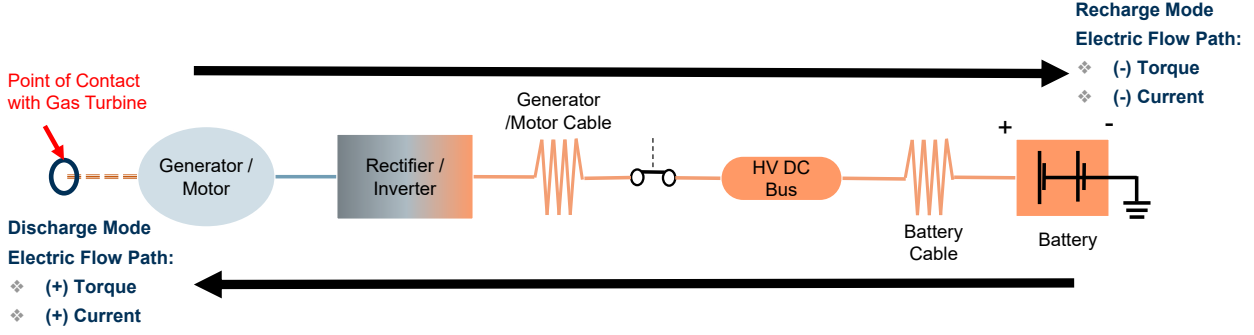 Recharge Mode
Electric Flow Path:
❖ (-) Torque
❖ (-) Current
Point of Contact
with Gas Turbine
Generator
/Motor Cable
Generator /
Motor
Rectifier /
Inverter
HV DC
Bus
+ -
Battery
Cable
Battery
Discharge Mode
Electric Flow Path:
❖ (+) Torque
❖ (+) Current